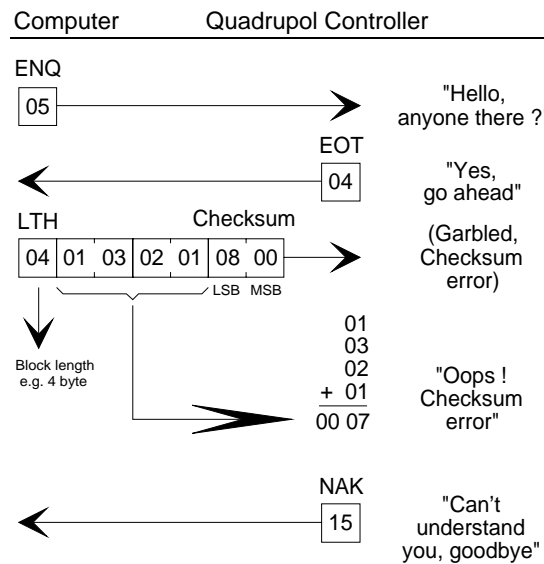 Computer Quadrupol Controller
ENQ
05
"Hello,
anyone there ?
EOT
04
"Yes,
go ahead"
LTH Checksum
04 01 03 02 01 08 00
LSB MSB
(Garbled,
Checksum
error)
Block length
e.g. 4 byte
01
03
02
+ 01
00 07
"Oops !
Checksum
error"
NAK
15
"Can't
understand
you, goodbye"